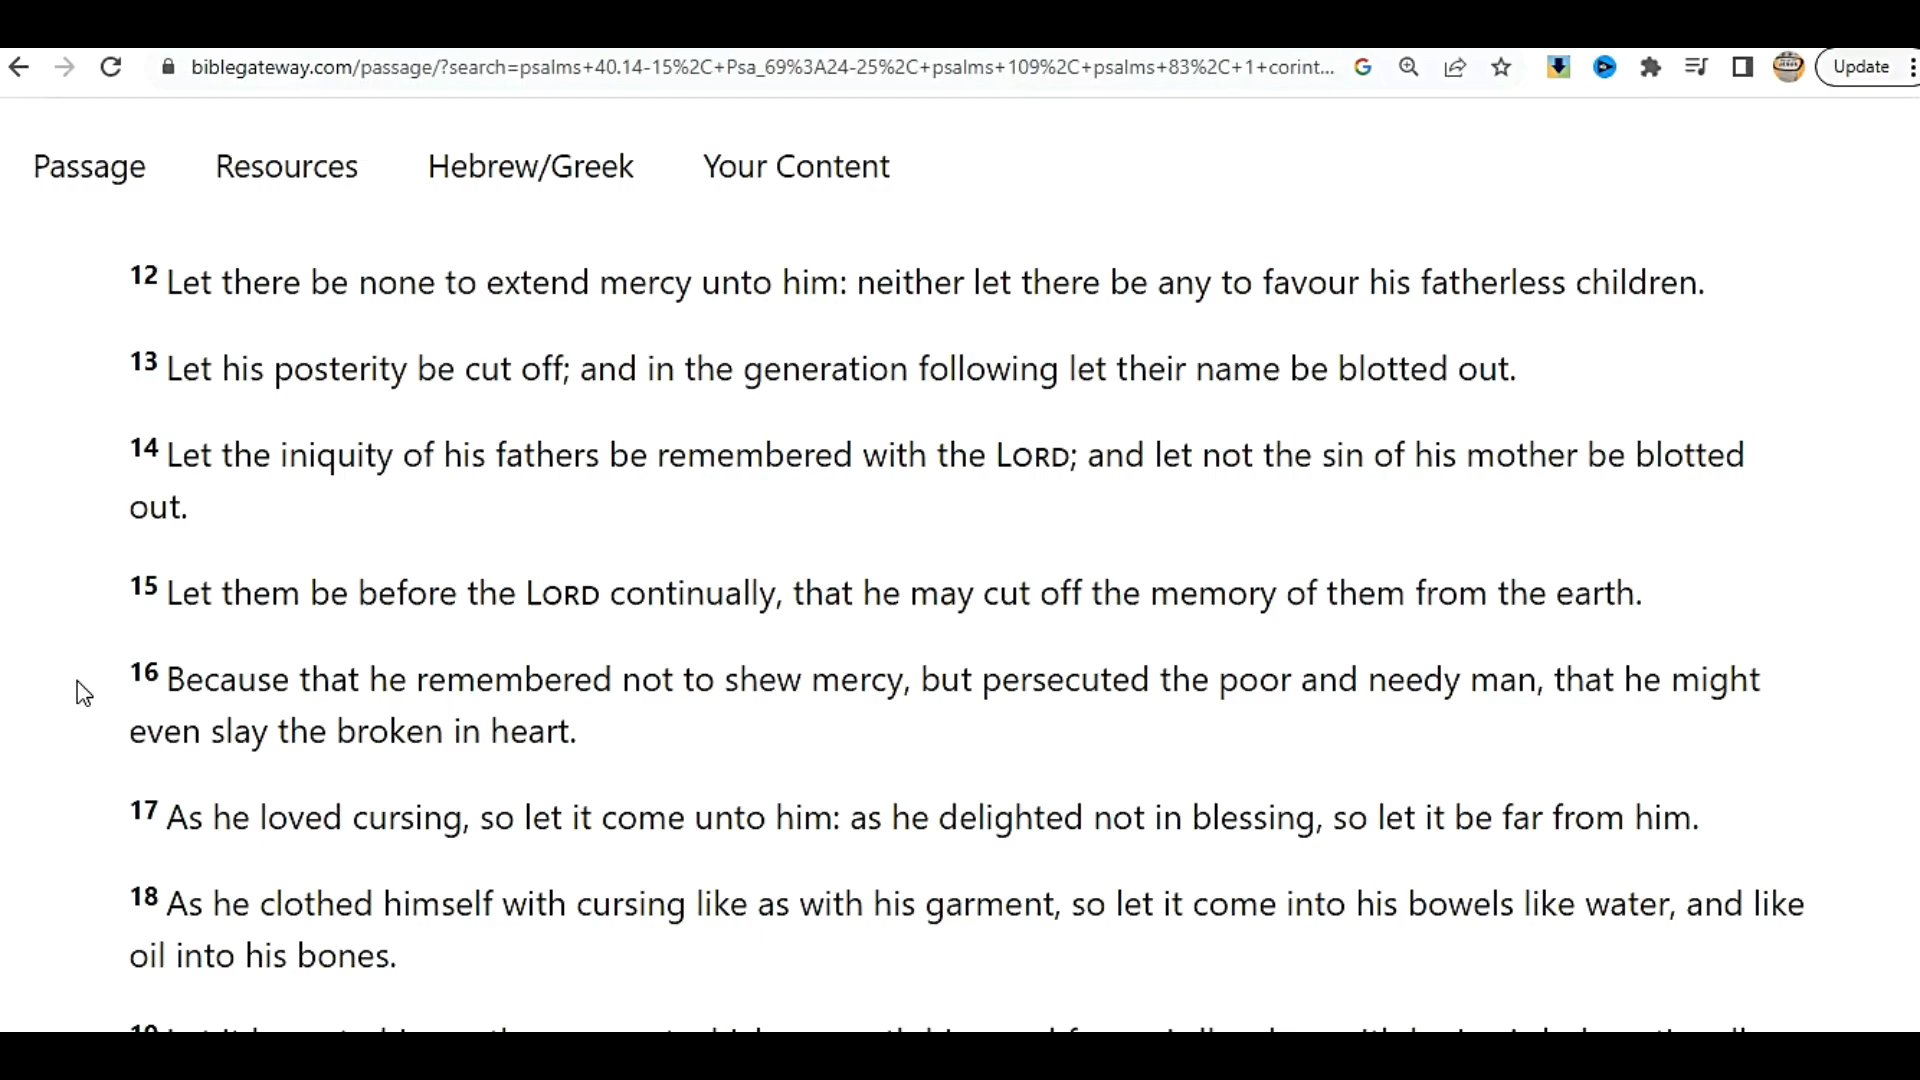 biblegateway.com/passage/?search=psalms+40.14-15%2C+Psa_69%3A24-25%2C+psalms+109%2C+psalms+83%2C+1+corint...
Update
Passage Resources Hebrew/Greek Your Content
12 Let there be none to extend mercy unto him: neither let there be any to favour his fatherless children.
13 Let his posterity be cut off; and in the generation following let their name be blotted out.
14 Let the iniquity of his fathers be remembered with the LORD; and let not the sin of his mother be blotted
out.
15 Let them be before the LORD continually, that he may cut off the memory of them from the earth.
16 Because that he remembered not to shew mercy, but persecuted the poor and needy man, that he might
even slay the broken in heart.
17 As he loved cursing, so let it come unto him: as he delighted not in blessing, so let it be far from him.
18 As he clothed himself with cursing like as with his garment, so let it come into his bowels like water, and like
oil into his bones.